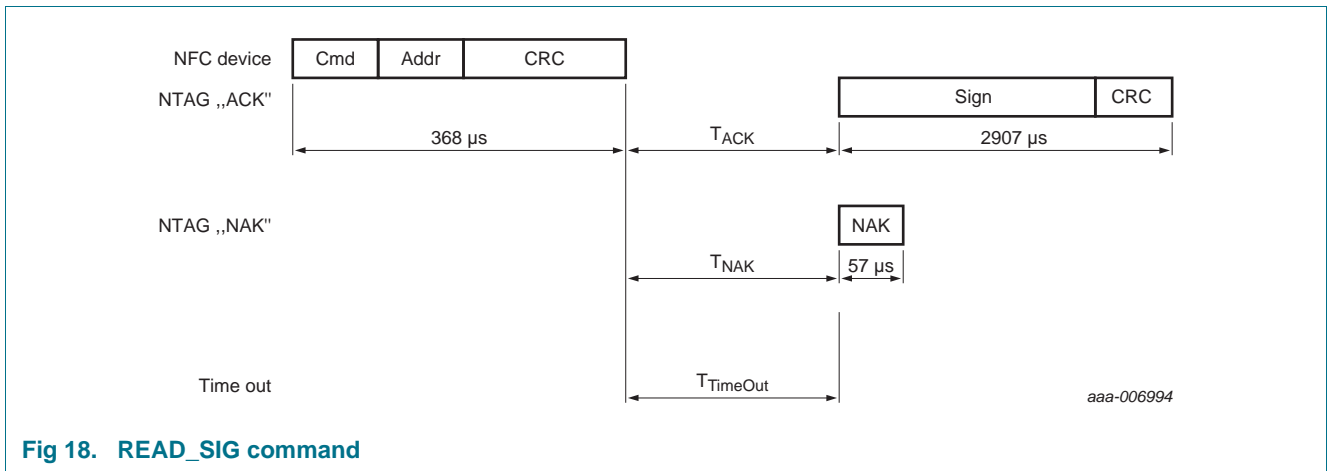 NFC device Cmd Addr CRC
NTAG ,,ACK" Sign CRC
368 µs TACK 2907 µs
NTAG ,,NAK" NAK
TNAK 57 µs
Time out TTimeOut aaa-006994
Fig 18. READ_SIG command